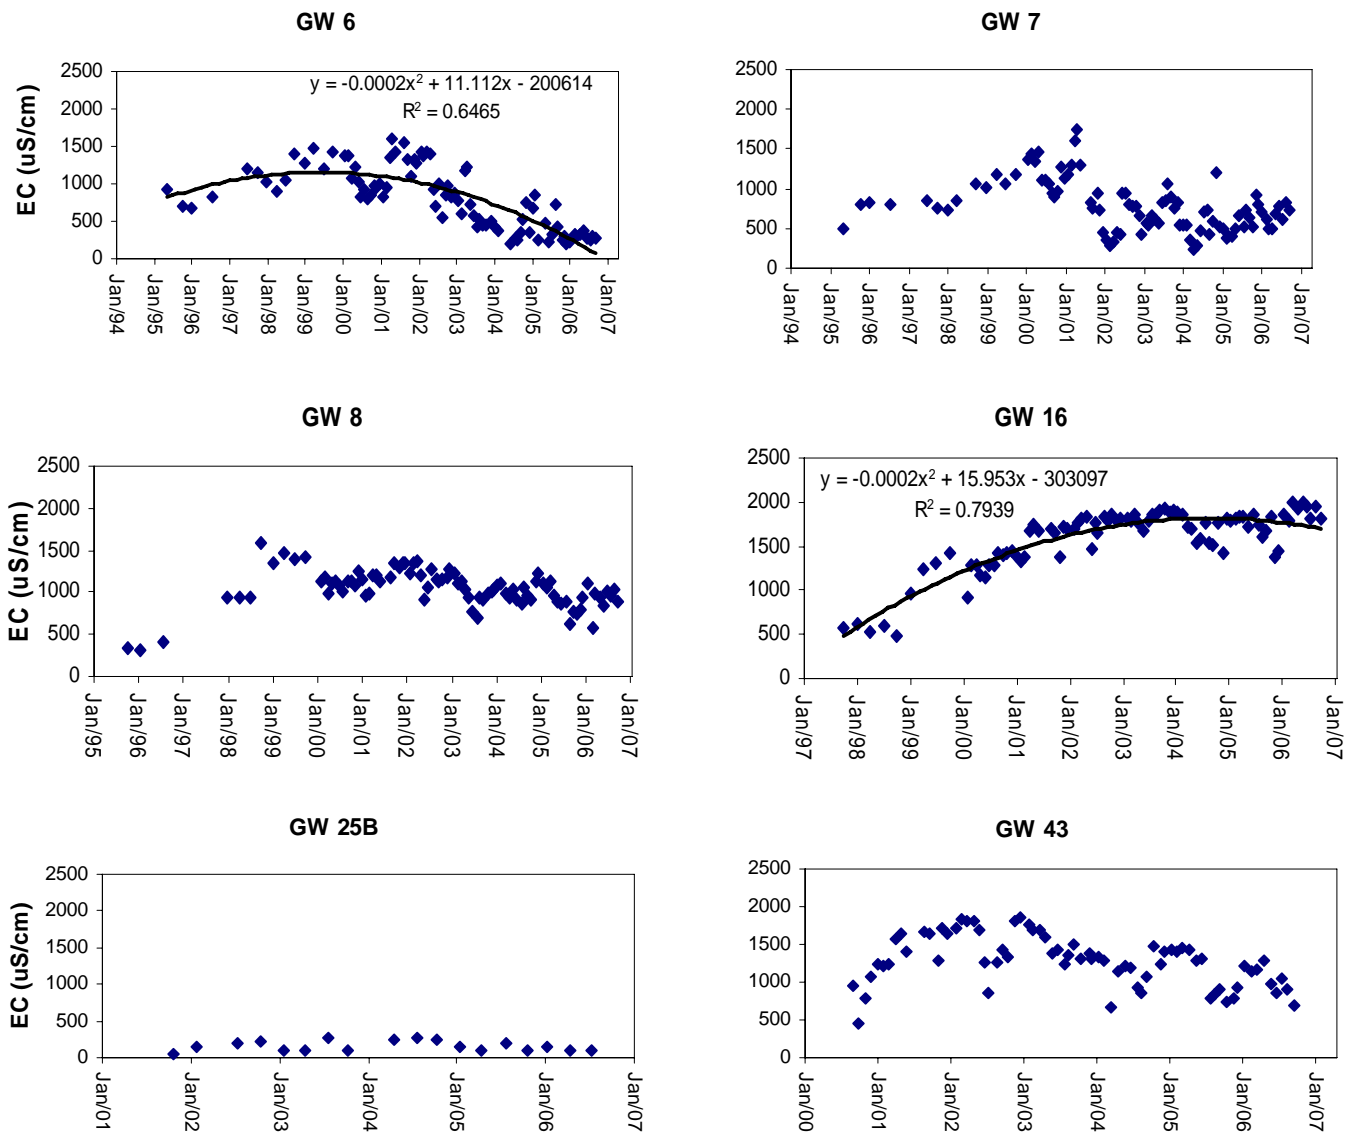 GW 6
EC (uS/cm)
2500
2000
1500
1000
500
0
y = -0.0002x² + 11.112x - 200614
R² = 0.6465
Jan/94
Jan/95
Jan/96
Jan/97
Jan/98
Jan/99
Jan/00
Jan/01
Jan/02
Jan/03
Jan/04
Jan/05
Jan/06
Jan/07
GW 7
2500
2000
1500
1000
500
0
Jan/94
Jan/95
Jan/96
Jan/97
Jan/98
Jan/99
Jan/00
Jan/01
Jan/02
Jan/03
Jan/04
Jan/05
Jan/06
Jan/07
GW 8
EC (uS/cm)
2500
2000
1500
1000
500
0
Jan/95
Jan/96
Jan/97
Jan/98
Jan/99
Jan/00
Jan/01
Jan/02
Jan/03
Jan/04
Jan/05
Jan/06
Jan/07
GW 16
2500
2000
1500
1000
500
0
y = -0.0002x² + 15.953x - 303097
R² = 0.7939
Jan/97
Jan/98
Jan/99
Jan/00
Jan/01
Jan/02
Jan/03
Jan/04
Jan/05
Jan/06
Jan/07
GW 25B
EC (uS/cm)
2500
2000
1500
1000
500
0
Jan/01
Jan/02
Jan/03
Jan/04
Jan/05
Jan/06
Jan/07
GW 43
2500
2000
1500
1000
500
0
Jan/00
Jan/01
Jan/02
Jan/03
Jan/04
Jan/05
Jan/06
Jan/07